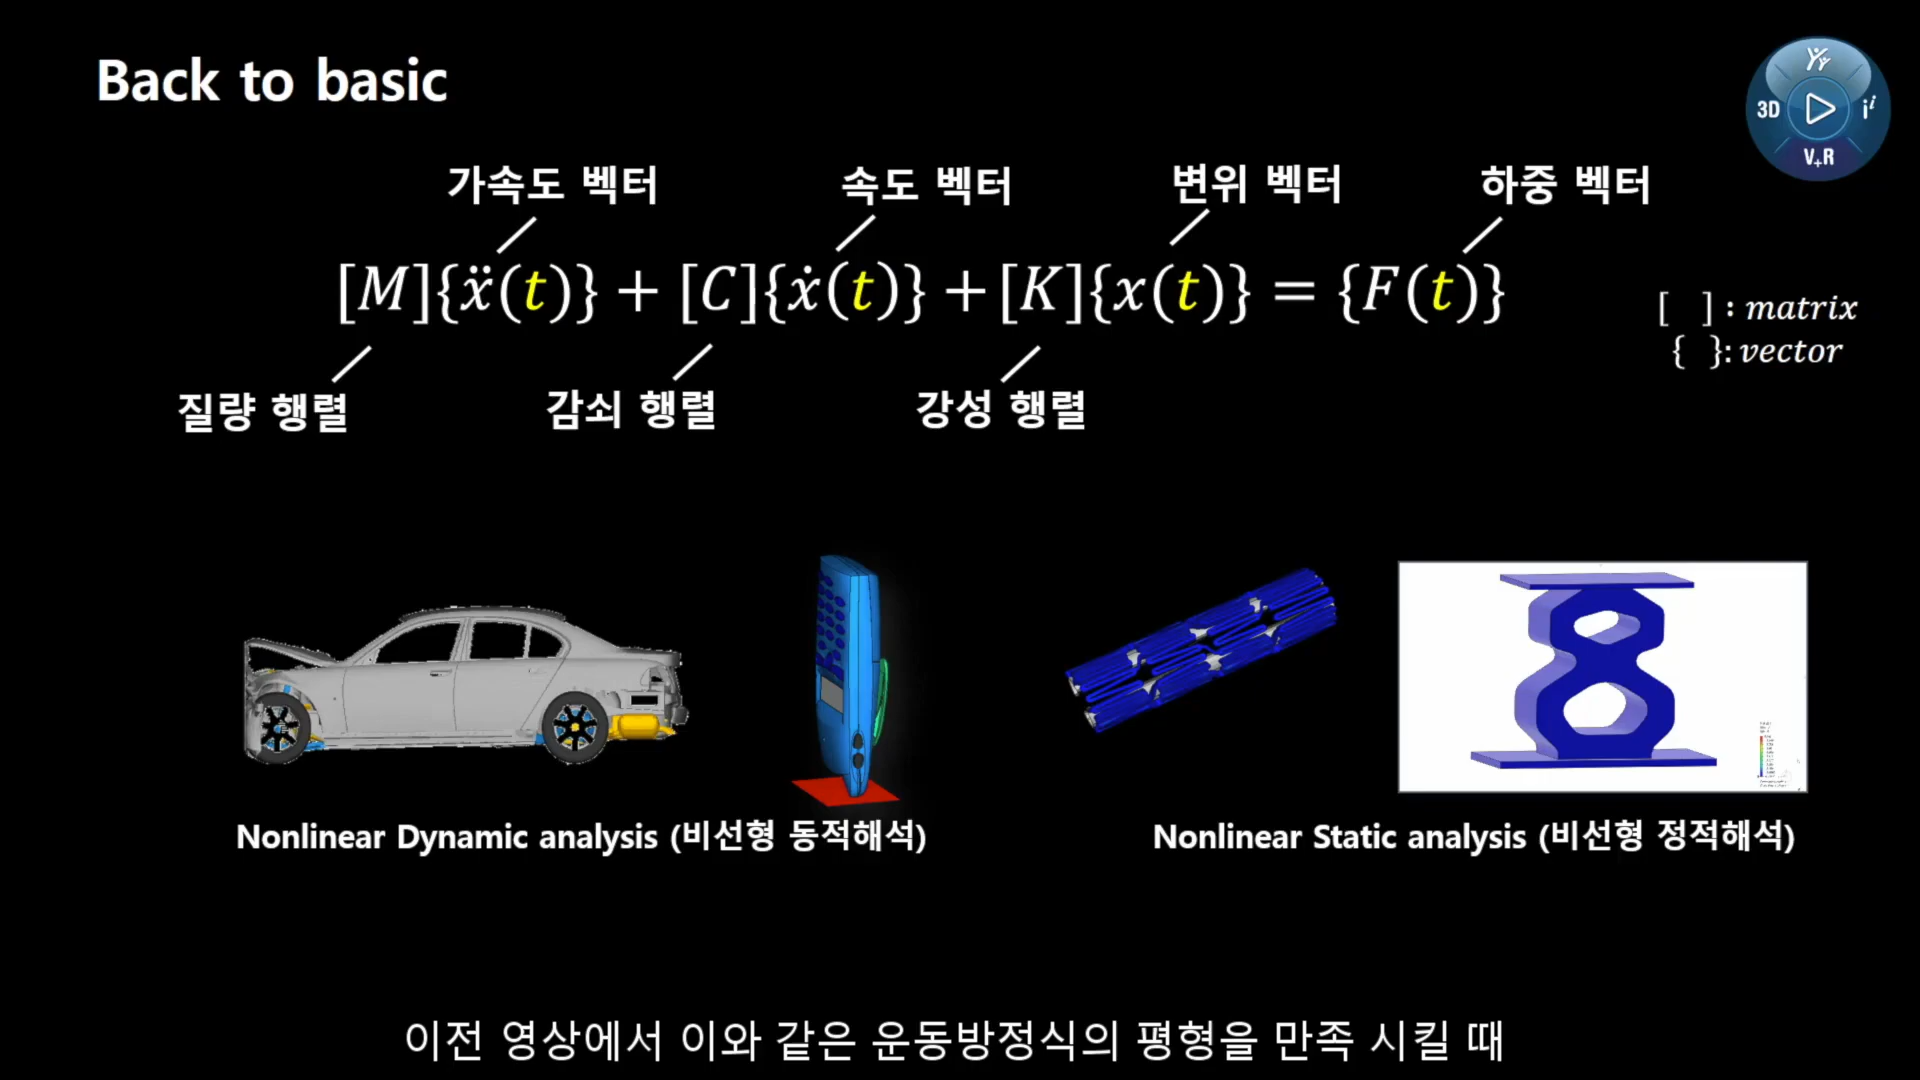 Back to basic
3D
i^i
V+R
가속도 벡터
속도 벡터
변위 벡터
하중 벡터
[M]{ẍ(t)} + [C]{ẋ(t)} + [K]{x(t)} = {F(t)}
[ ] : matrix
{ }: vector
질량 행렬
감쇠 행렬
강성 행렬
Nonlinear Dynamic analysis (비선형 동적해석)
Nonlinear Static analysis (비선형 정적해석)
이전 영상에서 이와 같은 운동방정식의 평형을 만족 시킬 때